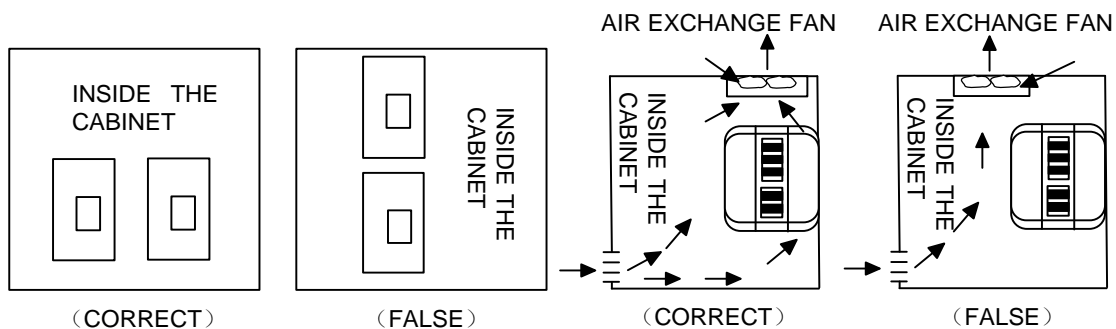 AIR EXCHANGE FAN
AIR EXCHANGE FAN
INSIDE THE
CABINET
INSIDE THE
CABINET
INSIDE THE
CABINET
INSIDE THE
CABINET
（CORRECT）
（FALSE）
（CORRECT）
（FALSE）